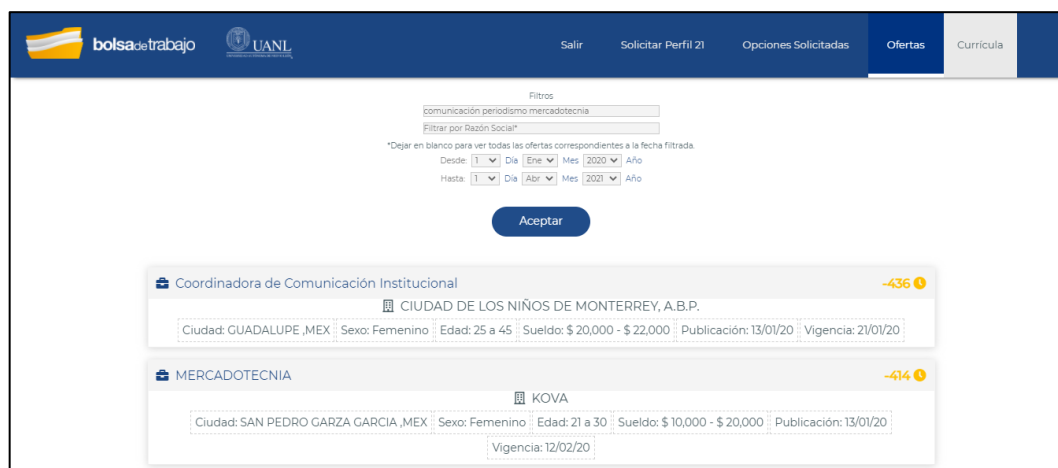 bolsadetrabajo UANL Salir Solicitar Perfil 21 Opciones Solicitadas Ofertas Currícula
Filtros
comunicación periodismo mercadotecnia
Filtrar por Razón Social*
*Dejar en blanco para ver todas las ofertas correspondientes a la fecha filtrada.
Desde: 1 Día Ene Mes 2020 Año
Hasta: 1 Día Abr Mes 2021 Año
Aceptar
Coordinadora de Comunicación Institucional -436
CIUDAD DE LOS NIÑOS DE MONTERREY, A.B.P.
Ciudad: GUADALUPE ,MEX Sexo: Femenino Edad: 25 a 45 Sueldo: $ 20,000 - $ 22,000 Publicación: 13/01/20 Vigencia: 21/01/20
MERCADOTECNIA -414
KOVA
Ciudad: SAN PEDRO GARZA GARCIA ,MEX Sexo: Femenino Edad: 21 a 30 Sueldo: $ 10,000 - $ 20,000 Publicación: 13/01/20
Vigencia: 12/02/20